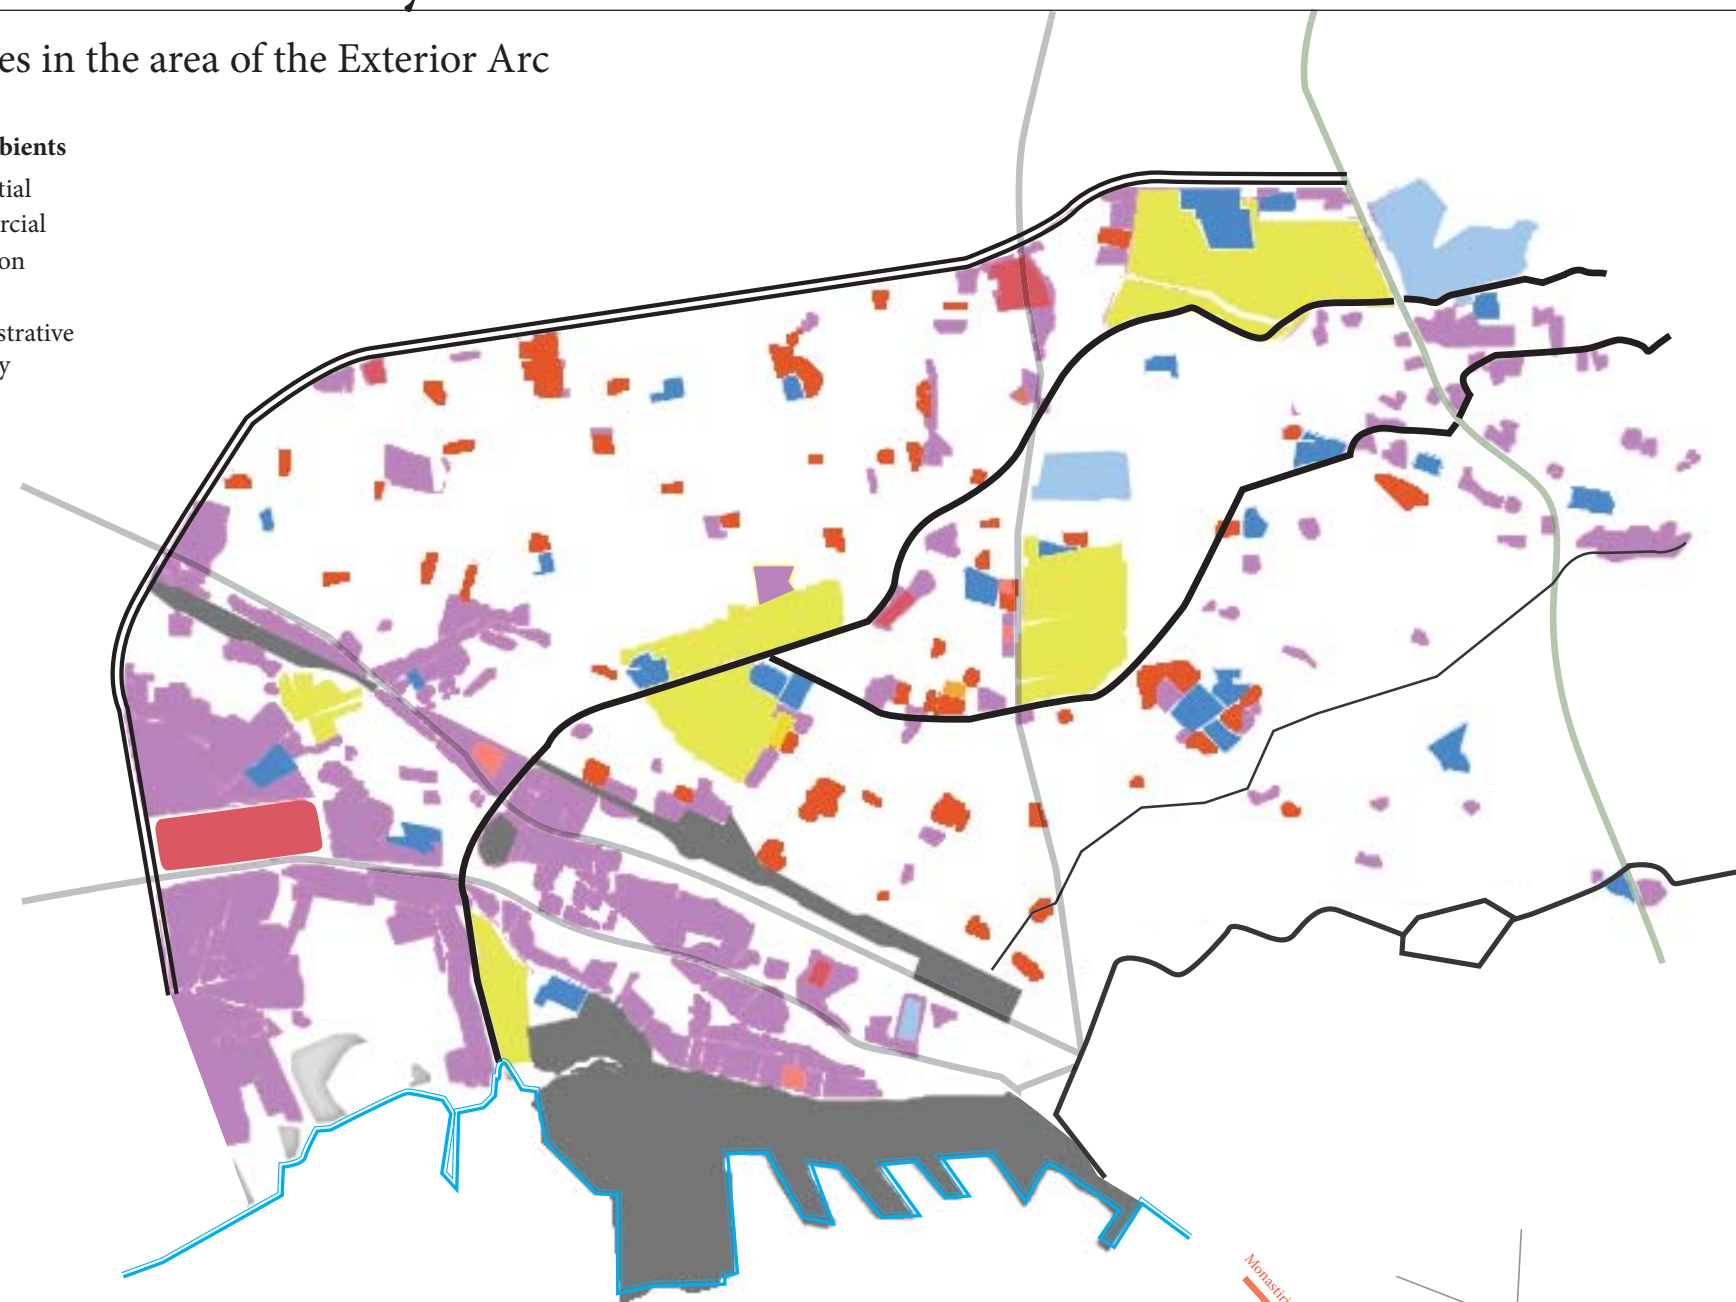 es in the area of the Exterior Arc
bients
tial
rcial
on
strative
y
Monastiri